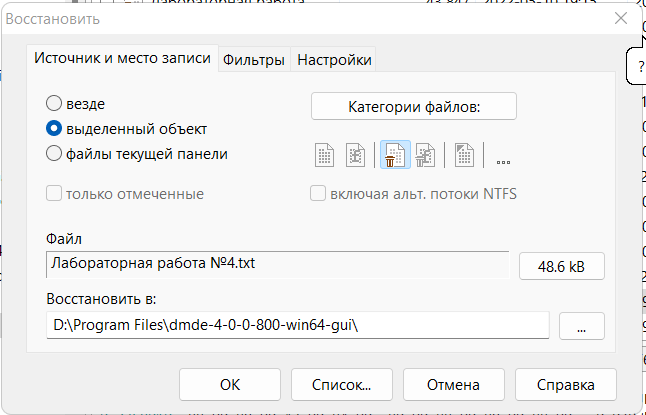 Восстановить
Источник и место записи
Фильтры
Настройки
везде
выделенный объект
файлы текущей панели
Категории файлов:
...
только отмеченные
включая альт. потоки NTFS
Файл
Лабораторная работа №4.txt
48.6 kB
Восстановить в:
D:\Program Files\dmde-4-0-0-800-win64-gui\
...
OK
Список...
Отмена
Справка
?